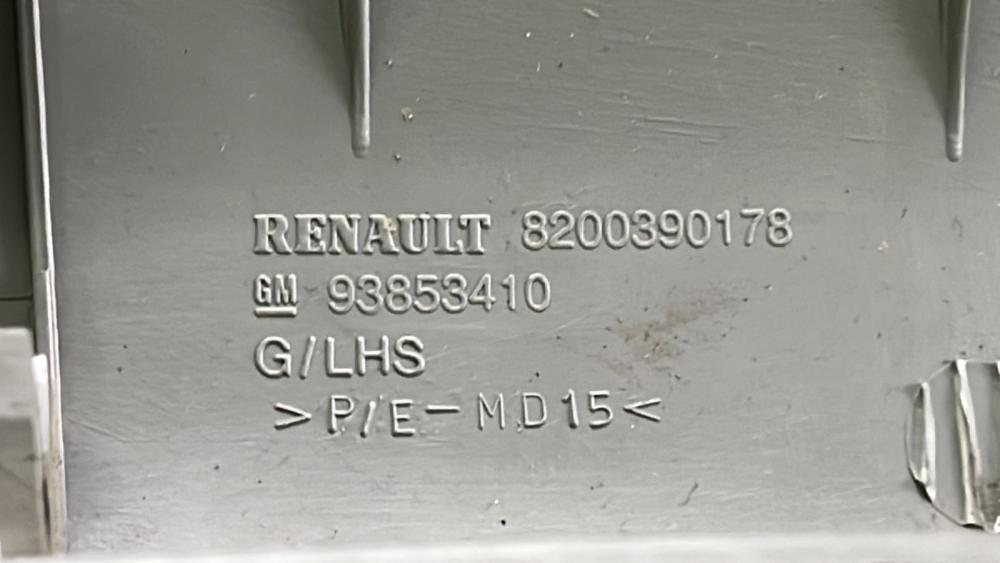 RENAULT 8200390178
GM 93853410
G/LHS
>P/E-MD15<